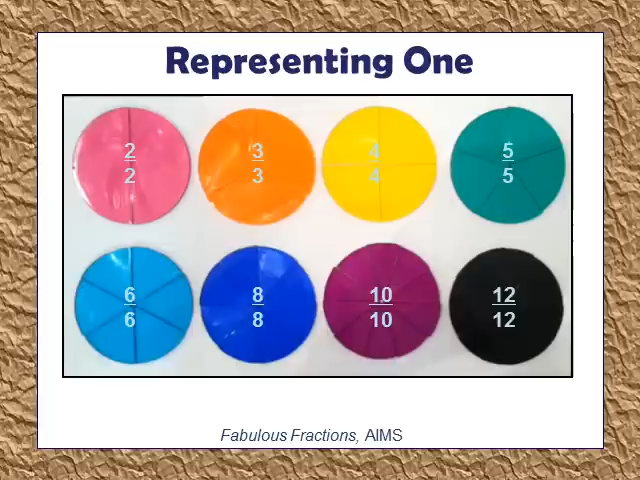 Representing One
2/2 3/3 4/4 5/5
6/6 8/8 10/10 12/12
Fabulous Fractions, AIMS